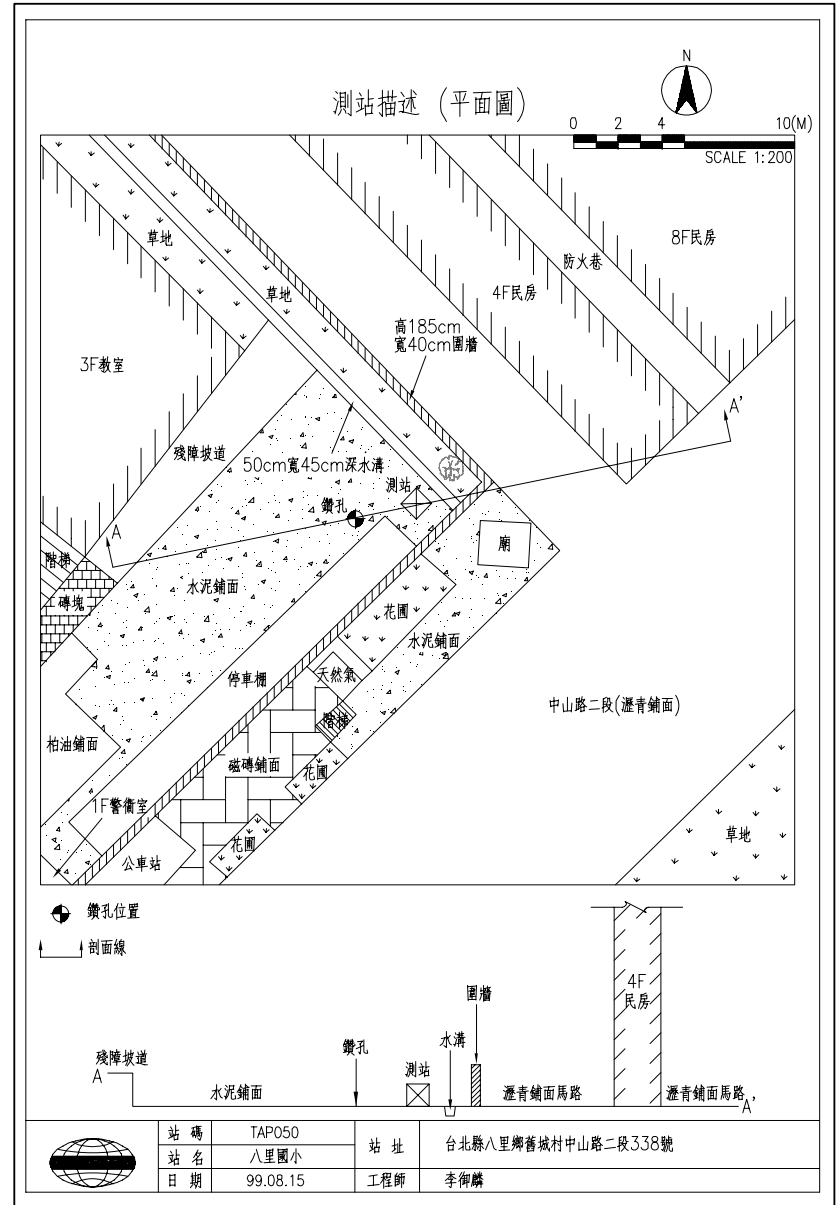 測站描述 (平面圖)
N
0 2 4 10(M)
SCALE 1:200
8F民房
草地
防火巷
4F民房
草地
高185cm
寬40cm圍牆
3F教室
A'
殘障坡道
50cm寬45cm深水溝
測站
鑽孔
A
廟
階梯
水泥鋪面
磚塊
花圃
水泥鋪面
天然氣
停車棚
中山路二段(瀝青鋪面)
階梯
柏油鋪面
磁磚鋪面
花圃
1F警衛室
草地
花圃
公車站
鑽孔位置
剖面線
4F
民房
圍牆
水溝
鑽孔
殘障坡道
測站
A
水泥鋪面
瀝青鋪面馬路
瀝青鋪面馬路
A'
站碼 TAP050
站名 八里國小
日期 99.08.15
站址 台北縣八里鄉舊城村中山路二段338號
工程師 李御麟